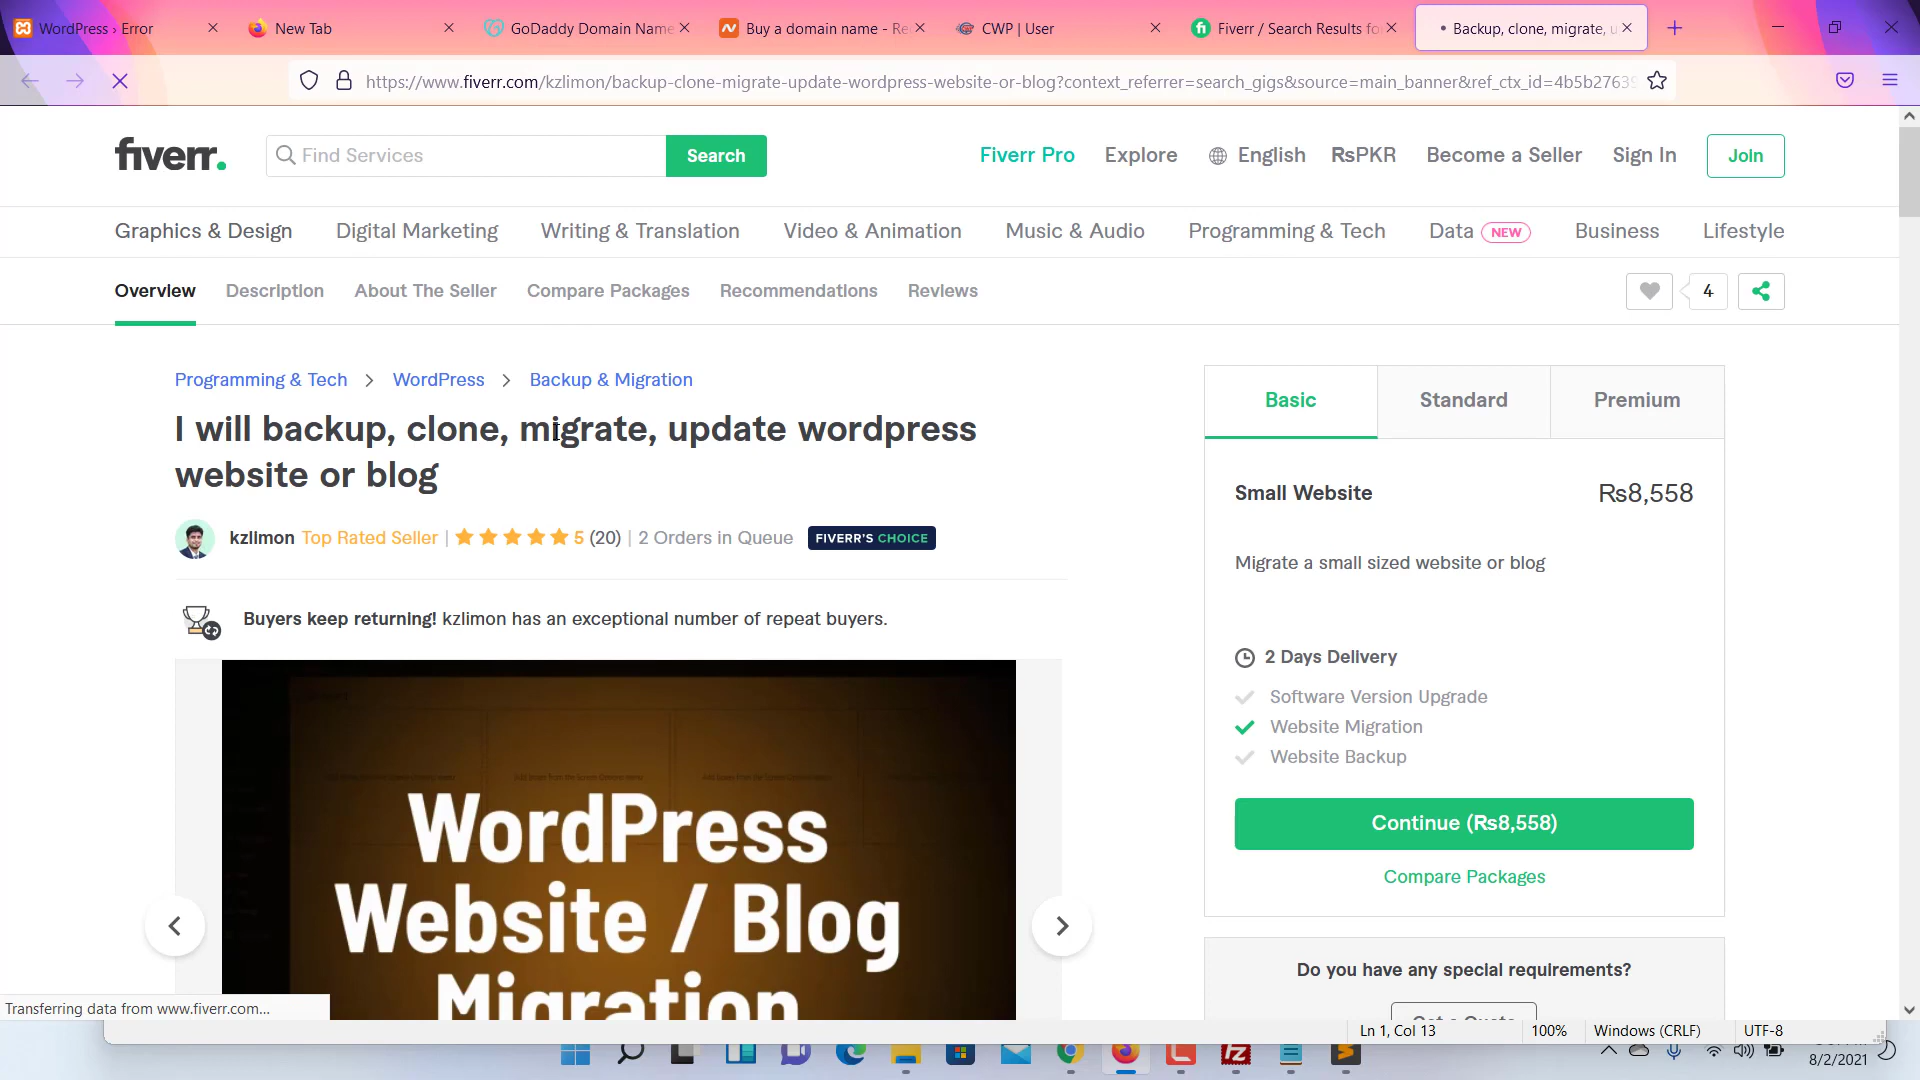 WordPress › Error
New Tab
GoDaddy Domain Name
Buy a domain name - Re
CWP | User
Fiverr / Search Results fo
Backup, clone, migrate, u
https://www.fiverr.com/kzlimon/backup-clone-migrate-update-wordpress-website-or-blog?context_referrer=search_gigs&source=main_banner&ref_ctx_id=4b5b27639
fiverr.
Find Services
Search
Fiverr Pro
Explore
English
₨PKR
Become a Seller
Sign In
Join
Graphics & Design
Digital Marketing
Writing & Translation
Video & Animation
Music & Audio
Programming & Tech
Data NEW
Business
Lifestyle
Overview
Description
About The Seller
Compare Packages
Recommendations
Reviews
4
Programming & Tech > WordPress > Backup & Migration
I will backup, clone, migrate, update wordpress
website or blog
kzlimon Top Rated Seller | 5 (20) | 2 Orders in Queue FIVERR'S CHOICE
Buyers keep returning! kzlimon has an exceptional number of repeat buyers.
WordPress
Website / Blog
Migration
Basic
Standard
Premium
Small Website ₨8,558
Migrate a small sized website or blog
2 Days Delivery
Software Version Upgrade
Website Migration
Website Backup
Continue (₨8,558)
Compare Packages
Do you have any special requirements?
Transferring data from www.fiverr.com...
Ln 1, Col 13
100%
Windows (CRLF)
UTF-8
8/2/2021